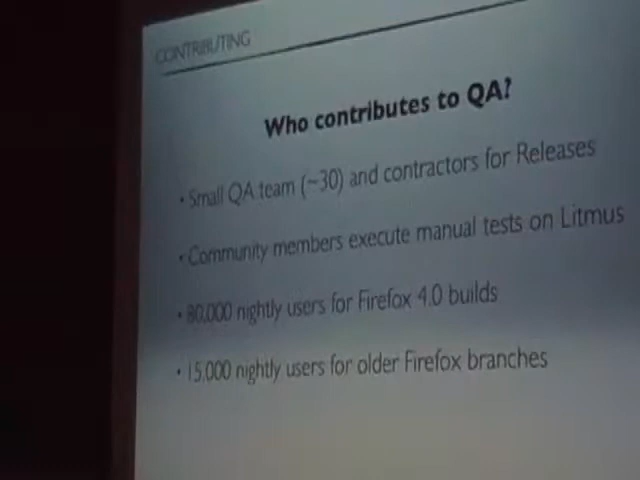 CONTRIBUTING
Who contributes to QA?
• Small QA team (~30) and contractors for Releases
• Community members execute manual tests on Litmus
• 80,000 nightly users for Firefox 4.0 builds
• 15,000 nightly users for older Firefox branches